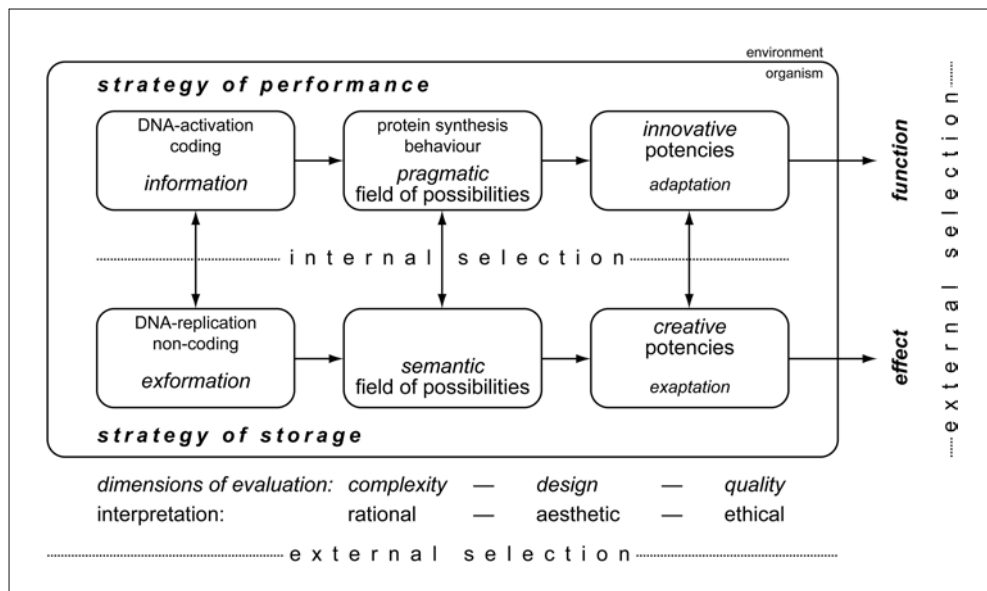 environment
organism
strategy of performance
DNA-activation
coding
information
protein synthesis
behaviour
pragmatic
field of possibilities
innovative
potencies
adaptation
function
internal selection
DNA-replication
non-coding
exformation
semantic
field of possibilities
creative
potencies
exaptation
effect
strategy of storage
external selection
dimensions of evaluation: complexity — design — quality
interpretation: rational — aesthetic — ethical
external selection